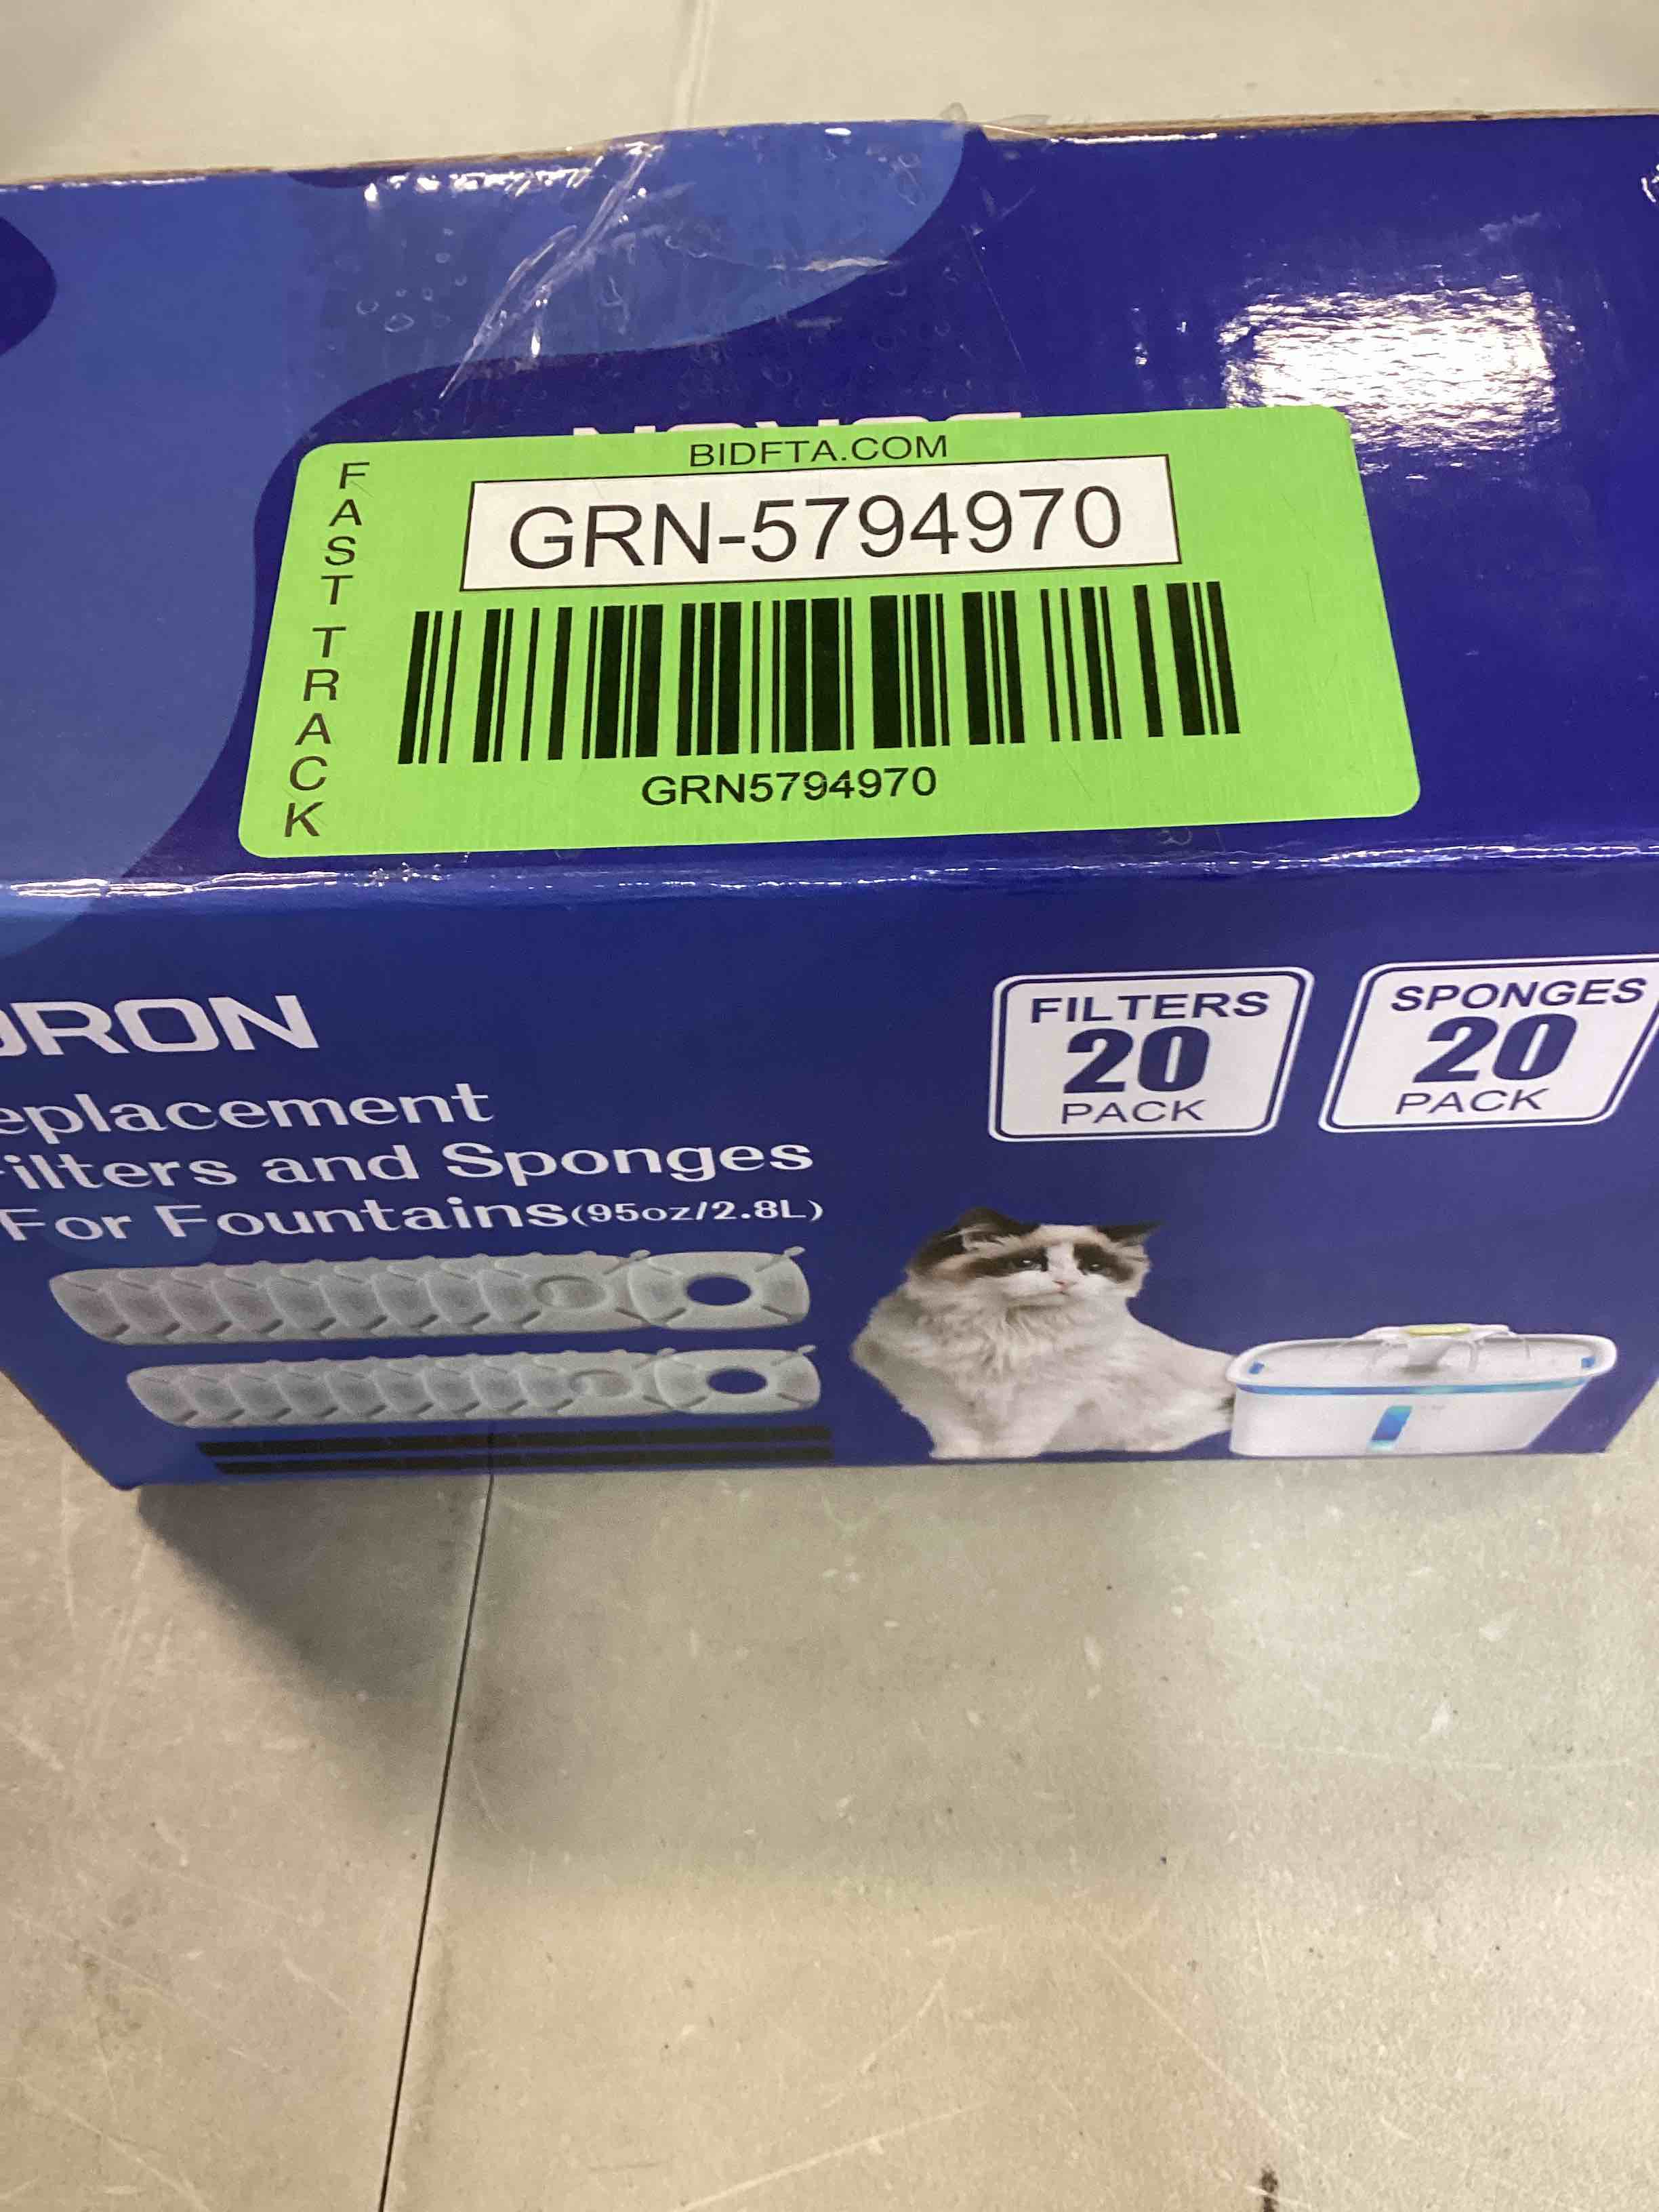 BIDFTA.COM
FAST TRACK
GRN-5794970
GRN5794970
FILTERS
20
PACK
SPONGES
20
PACK
RON
eplacement
ilters and Sponges
For Fountains(95oz/2.8L)